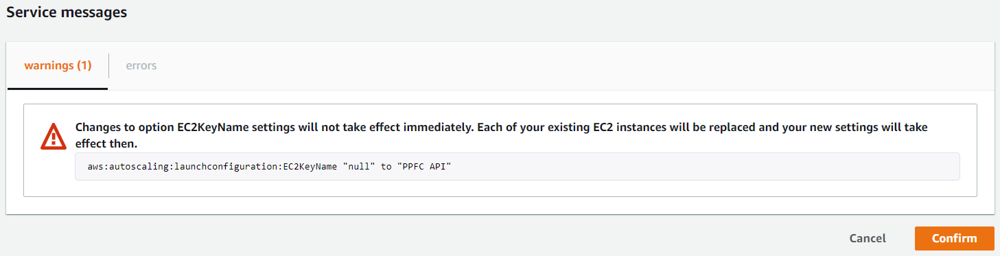 Service messages
warnings (1)
errors
Changes to option EC2KeyName settings will not take effect immediately. Each of your existing EC2 instances will be replaced and your new settings will take
effect then.
aws:autoscaling:launchconfiguration:EC2KeyName "null" to "PPFC API"
Cancel
Confirm